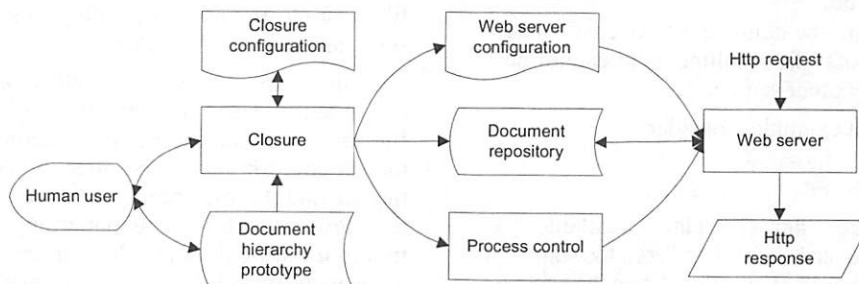 Closure
configuration
Web server
configuration
Http request
Closure
Document
repository
Web server
Human user
Document
hierarchy
prototype
Process control
Http
response